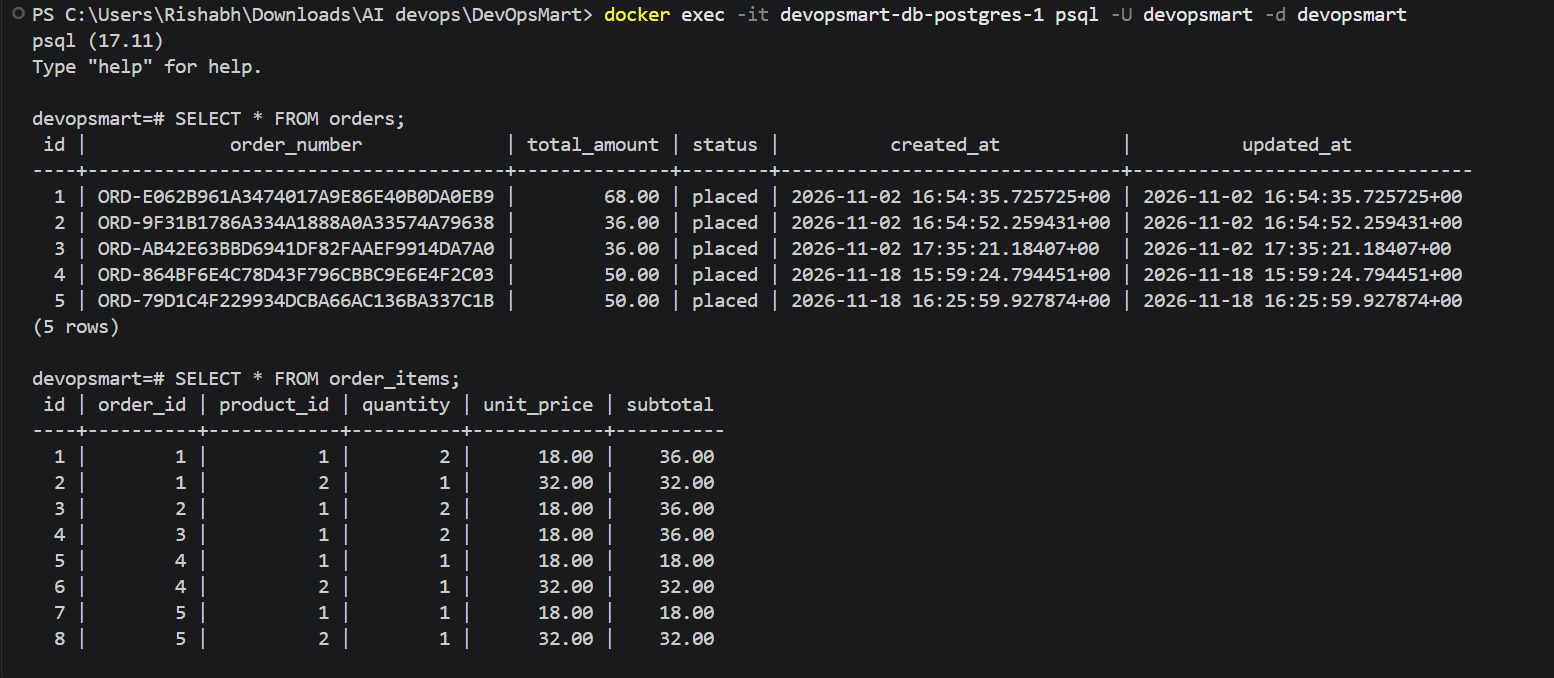 PS C:\Users\Rishabh\Downloads\AI devops\DevOpsMart> docker exec -it devopsmart-db-postgres-1 psql -U devopsmart -d devopsmart
psql (17.11)
Type "help" for help.

devopsmart=# SELECT * FROM orders;
 id |             order_number             | total_amount | status |          created_at           |          updated_at
----+--------------------------------------+--------------+--------+-------------------------------+-------------------------------
  1 | ORD-E062B961A3474017A9E86E40B0DA0EB9 |        68.00 | placed | 2026-11-02 16:54:35.725725+00 | 2026-11-02 16:54:35.725725+00
  2 | ORD-9F31B1786A334A1888A0A33574A79638 |        36.00 | placed | 2026-11-02 16:54:52.259431+00 | 2026-11-02 16:54:52.259431+00
  3 | ORD-AB42E63BBD6941DF82FAAEF9914DA7A0 |        36.00 | placed | 2026-11-02 17:35:21.18407+00  | 2026-11-02 17:35:21.18407+00
  4 | ORD-864BF6E4C78D43F796CBBC9E6E4F2C03 |        50.00 | placed | 2026-11-18 15:59:24.794451+00 | 2026-11-18 15:59:24.794451+00
  5 | ORD-79D1C4F229934DCBA66AC136BA337C1B |        50.00 | placed | 2026-11-18 16:25:59.927874+00 | 2026-11-18 16:25:59.927874+00
(5 rows)

devopsmart=# SELECT * FROM order_items;
 id | order_id | product_id | quantity | unit_price | subtotal
----+----------+------------+----------+------------+----------
  1 |        1 |          1 |        2 |      18.00 |    36.00
  2 |        1 |          2 |        1 |      32.00 |    32.00
  3 |        2 |          1 |        2 |      18.00 |    36.00
  4 |        3 |          1 |        2 |      18.00 |    36.00
  5 |        4 |          1 |        1 |      18.00 |    18.00
  6 |        4 |          2 |        1 |      32.00 |    32.00
  7 |        5 |          1 |        1 |      18.00 |    18.00
  8 |        5 |          2 |        1 |      32.00 |    32.00